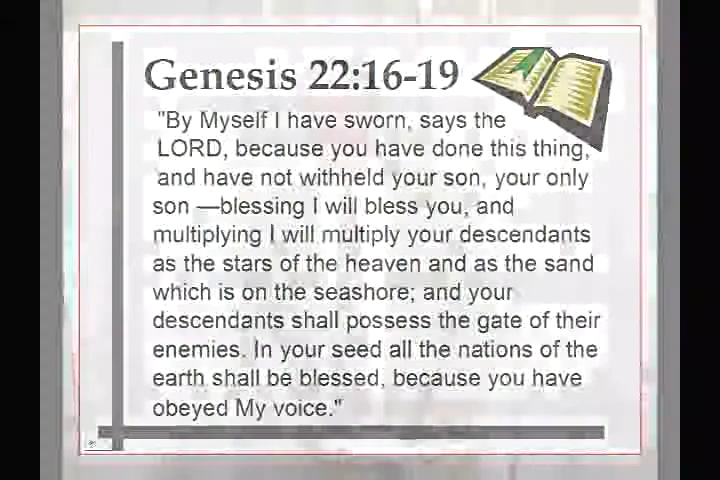 Genesis 22:16-19
"By Myself I have sworn, says the
LORD, because you have done this thing,
and have not withheld your son, your only
son —blessing I will bless you, and
multiplying I will multiply your descendants
as the stars of the heaven and as the sand
which is on the seashore; and your
descendants shall possess the gate of their
enemies. In your seed all the nations of the
earth shall be blessed, because you have
obeyed My voice."